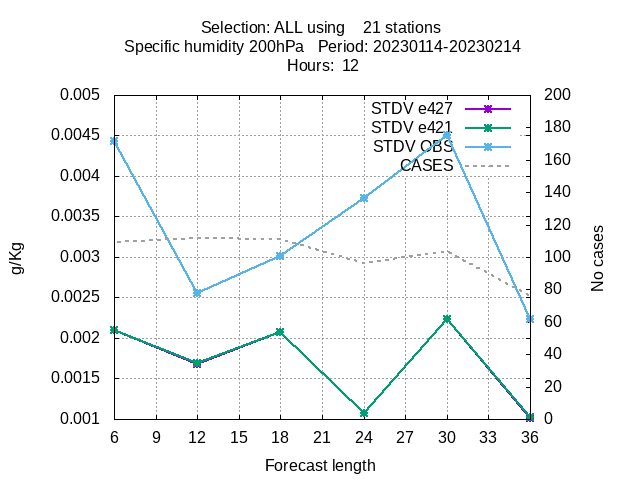 Selection: ALL using    21 stations
Specific humidity 200hPa   Period: 20230114-20230214
Hours:  12
0.005
0.0045
0.004
0.0035
0.003
0.0025
0.002
0.0015
0.001
200
180
160
140
120
100
80
60
40
20
0
STDV e427
STDV e421
STDV OBS
CASES
g/Kg
No cases
6 9 12 15 18 21 24 27 30 33 36
Forecast length